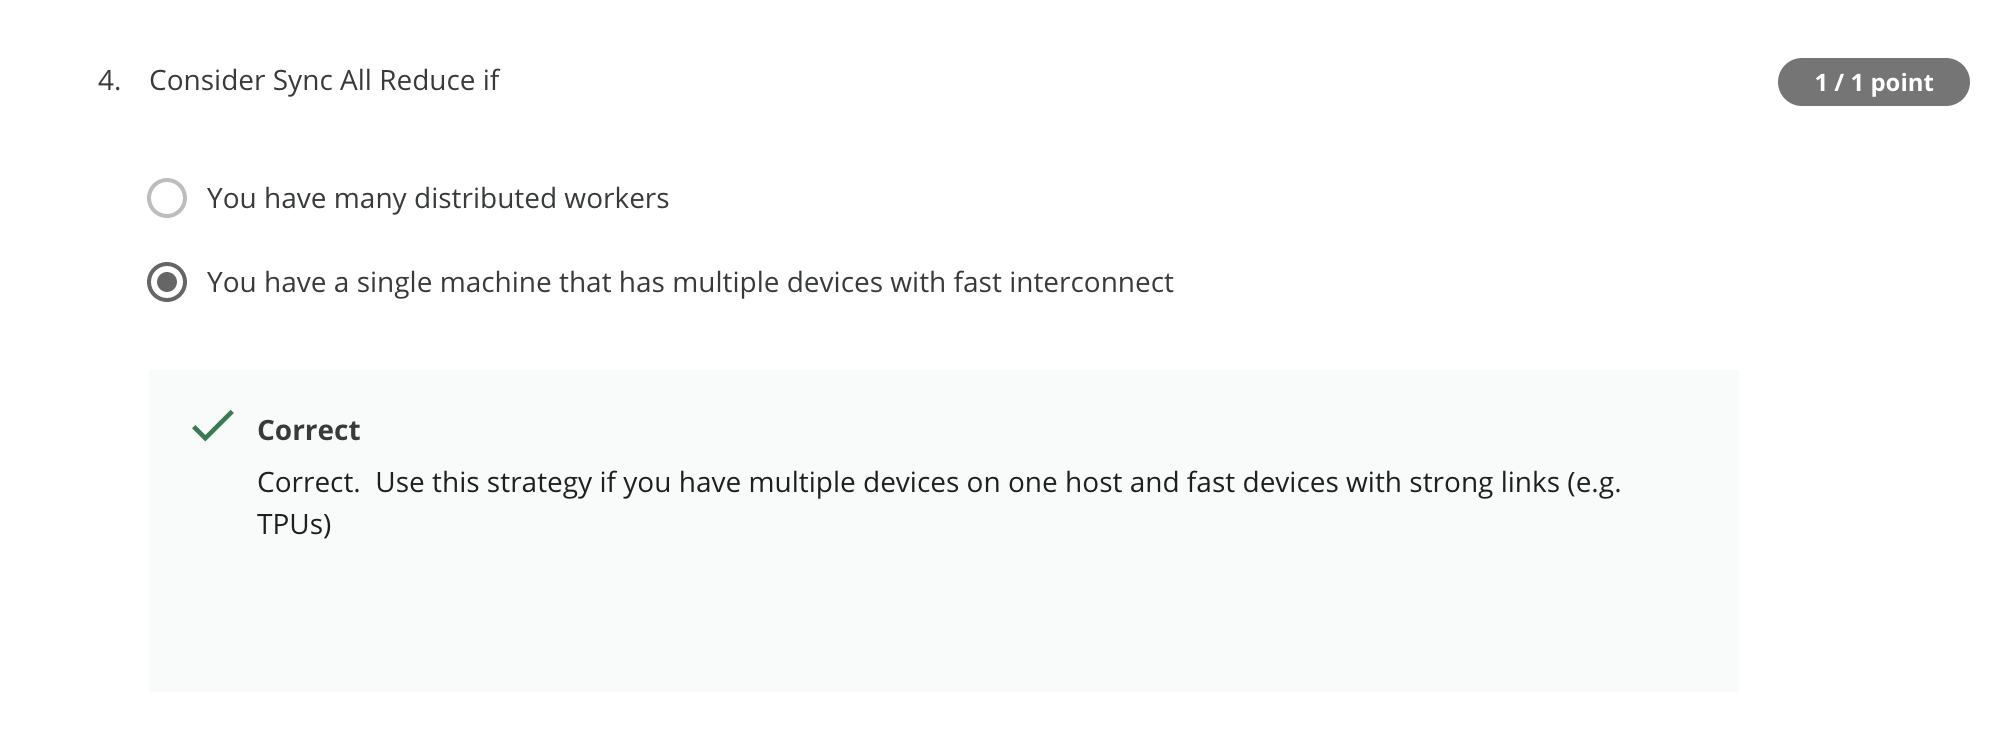 4. Consider Sync All Reduce if
1 / 1 point
You have many distributed workers
You have a single machine that has multiple devices with fast interconnect
Correct
Correct.  Use this strategy if you have multiple devices on one host and fast devices with strong links (e.g.
TPUs)